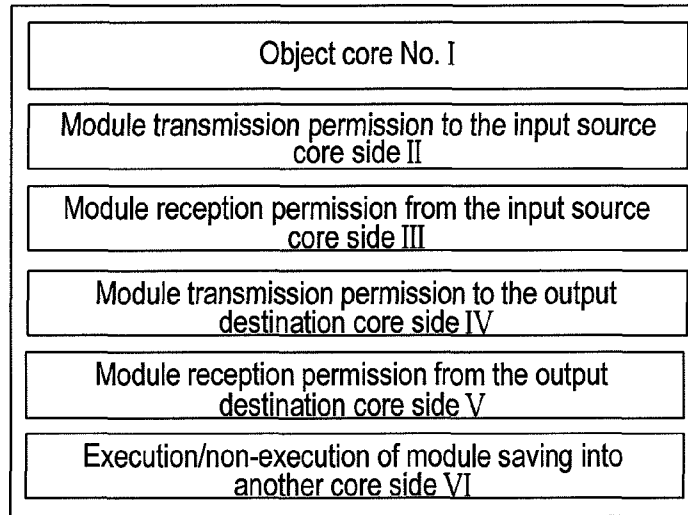 Object core No. I
Module transmission permission to the input source
core side II
Module reception permission from the input source
core side III
Module transmission permission to the output
destination core side IV
Module reception permission from the output
destination core side V
Execution/non-execution of module saving into
another core side VI